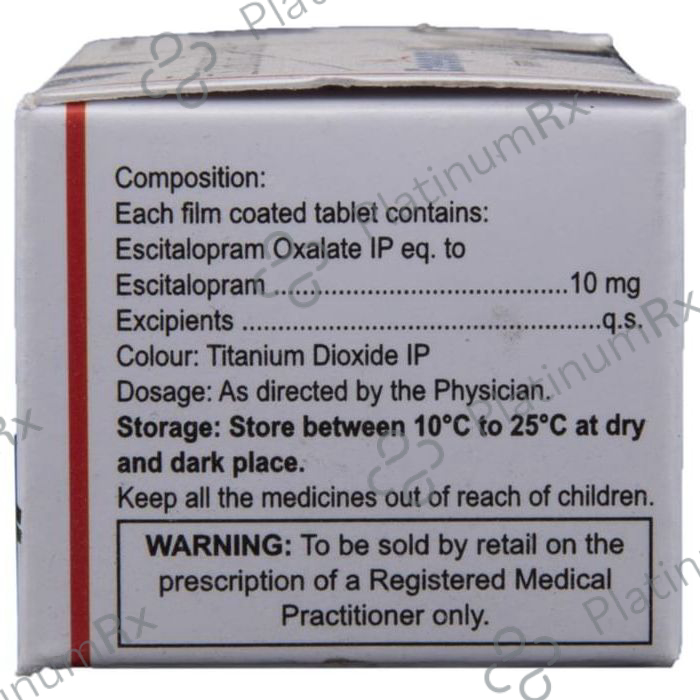 Composition:
Each film coated tablet contains:
Escitalopram Oxalate IP eq. to
Escitalopram ......................................10 mg
Excipients ..............................................q.s.
Colour: Titanium Dioxide IP
Dosage: As directed by the Physician.
Storage: Store between 10°C to 25°C at dry
and dark place.
Keep all the medicines out of reach of children.
WARNING: To be sold by retail on the
prescription of a Registered Medical
Practitioner only.
PlatinumRx
PlatinumRx
PlatinumRx